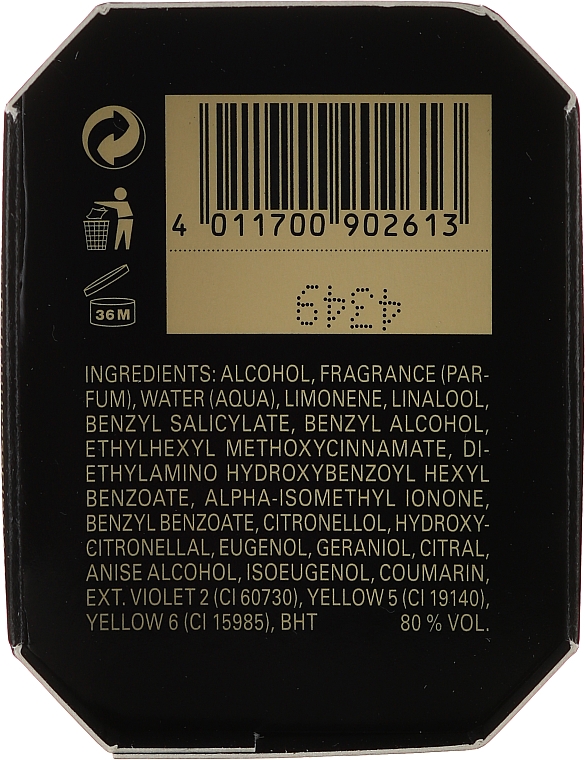 4 011700 902613
36 M
INGREDIENTS: ALCOHOL, FRAGRANCE (PAR-
FUM), WATER (AQUA), LIMONENE, LINALOOL,
BENZYL SALICYLATE, BENZYL ALCOHOL,
ETHYLHEXYL METHOXYCINNAMATE, DI-
ETHYLAMINO HYDROXYBENZOYL HEXYL
BENZOATE, ALPHA-ISOMETHYL IONONE,
BENZYL BENZOATE, CITRONELLOL, HYDROXY-
CITRONELLAL, EUGENOL, GERANIOL, CITRAL,
ANISE ALCOHOL, ISOEUGENOL, COUMARIN,
EXT. VIOLET 2 (CI 60730), YELLOW 5 (CI 19140),
YELLOW 6 (CI 15985), BHT 80 % VOL.